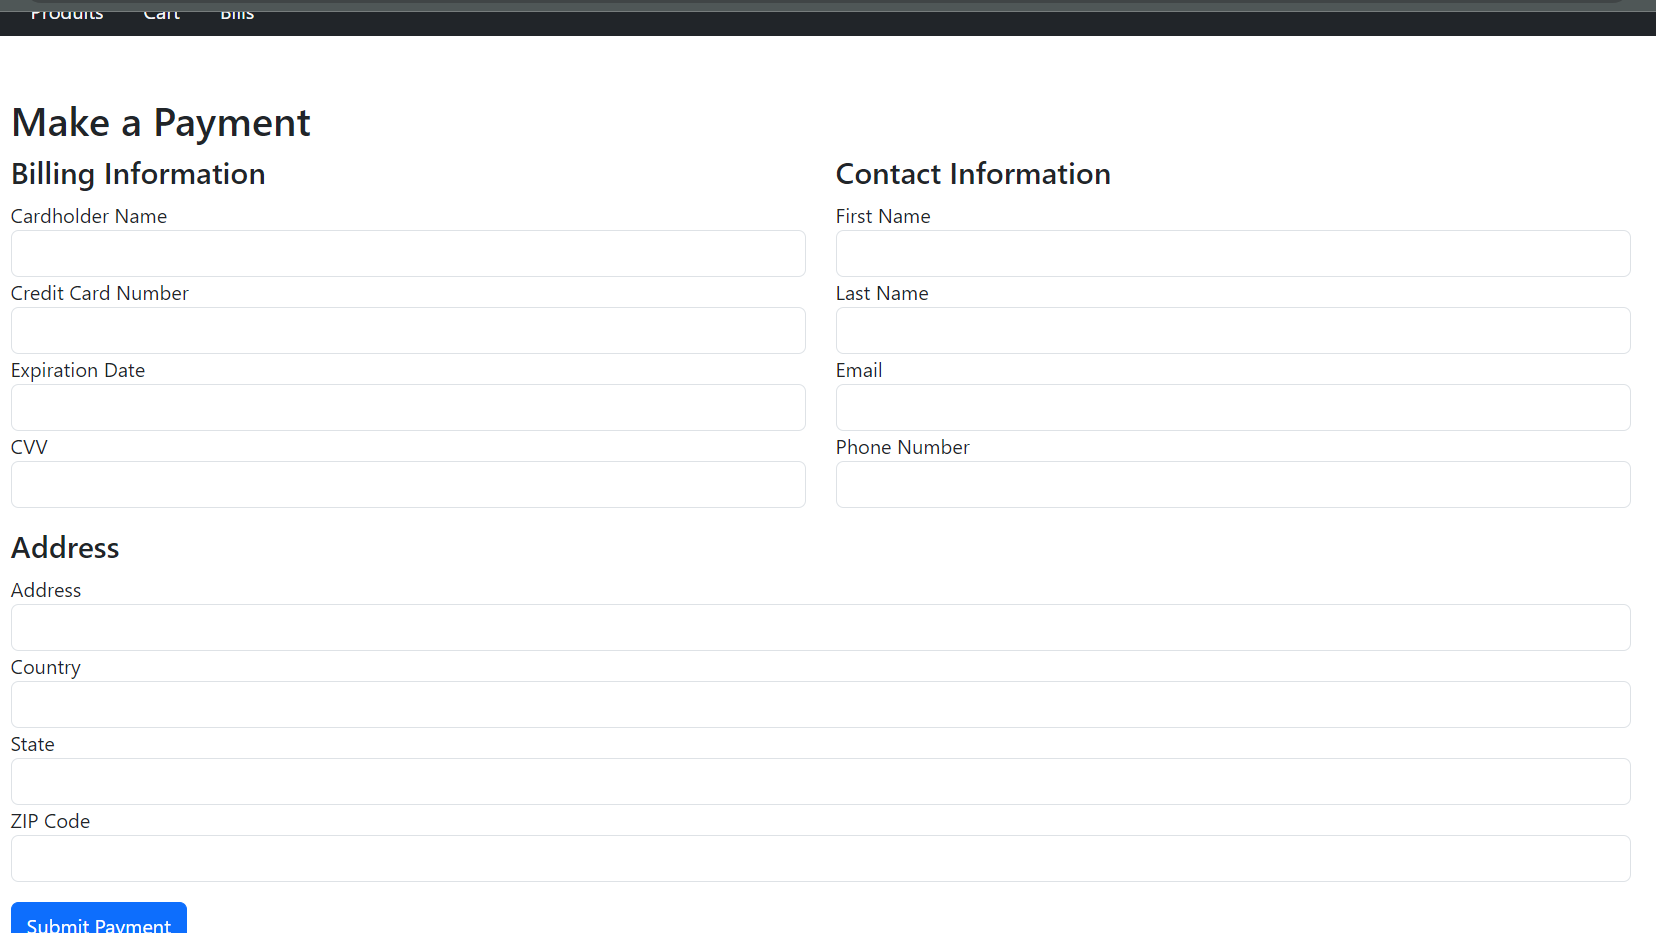 Produits Cart Bills
Make a Payment
Billing Information
Cardholder Name
Credit Card Number
Expiration Date
CVV
Contact Information
First Name
Last Name
Email
Phone Number
Address
Address
Country
State
ZIP Code
Submit Payment